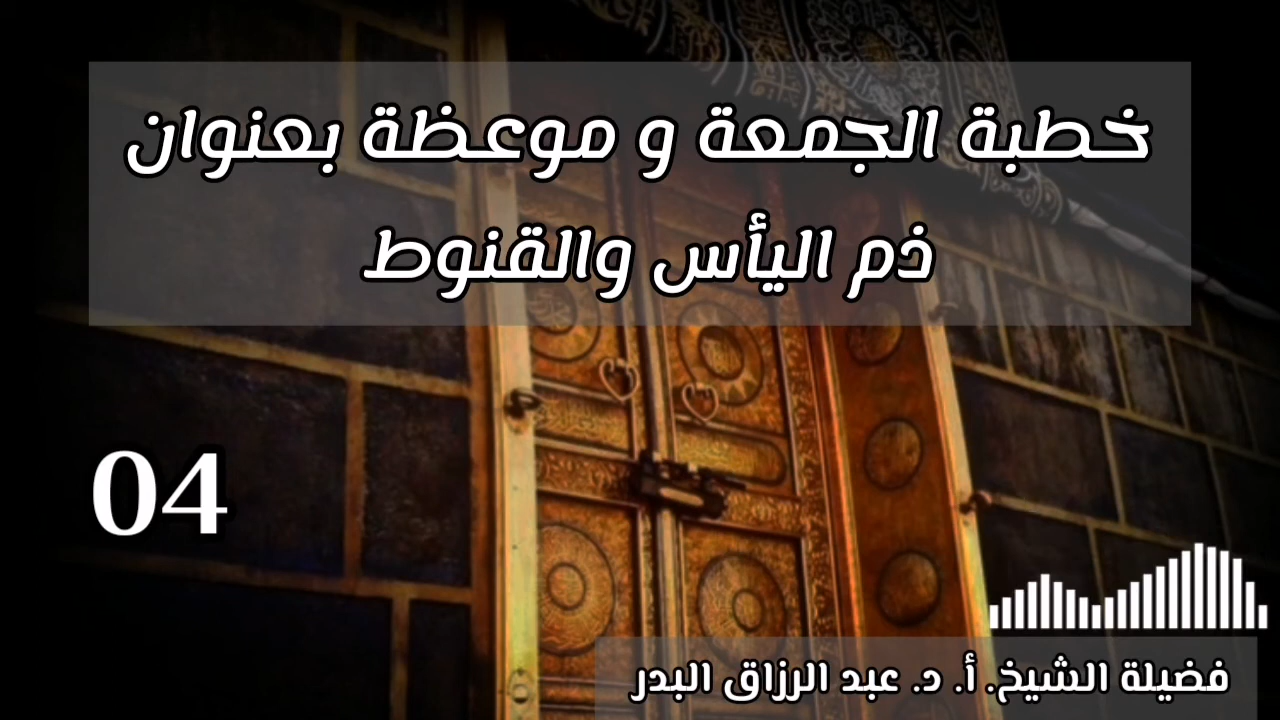 خطبة الجمعة و موعظة بعنوان
ذم اليأس والقنوط
04
فضيلة الشيخ. أ. د. عبد الرزاق البدر